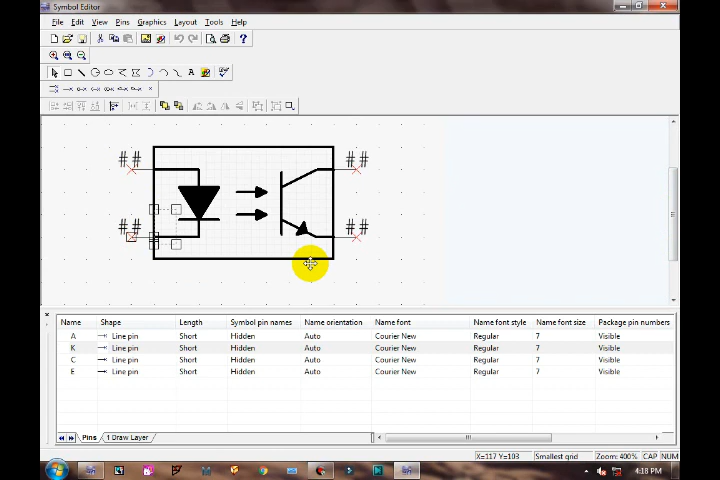 Symbol Editor
File Edit View Pins Graphics Layout Tools Help
A
## ##
## ##
Name Shape Length Symbol pin names Name orientation Name font Name font style Name font size Package pin numbers
A Line pin Short Hidden Auto Courier New Regular 7 Visible
K Line pin Short Hidden Auto Courier New Regular 7 Visible
C Line pin Short Hidden Auto Courier New Regular 7 Visible
E Line pin Short Hidden Auto Courier New Regular 7 Visible
Pins 1 Draw Layer
X=117 Y=103 Smallest grid Zoom: 400% CAP NUM
4:18 PM